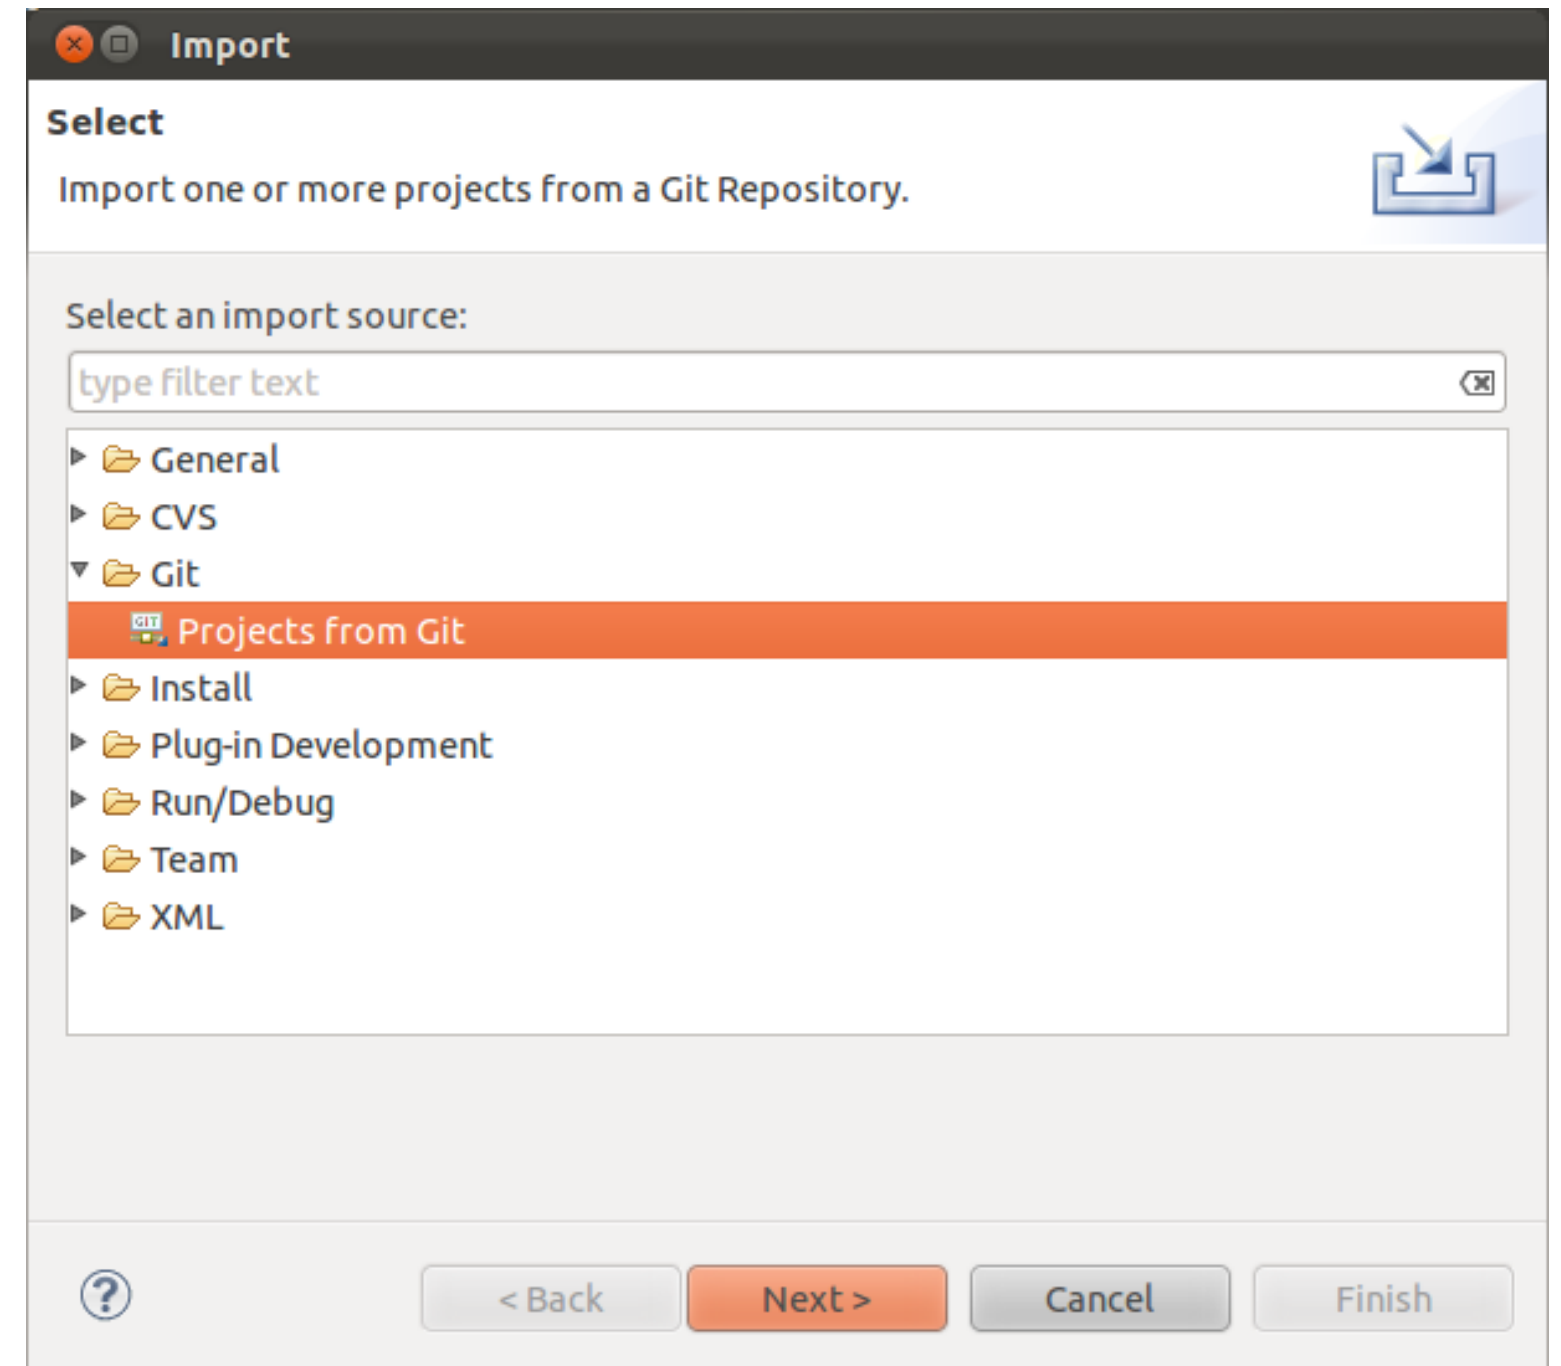 Import
Select
Import one or more projects from a Git Repository.
Select an import source:
type filter text
General
CVS
Git
GIT Projects from Git
Install
Plug-in Development
Run/Debug
Team
XML
? < Back Next > Cancel Finish